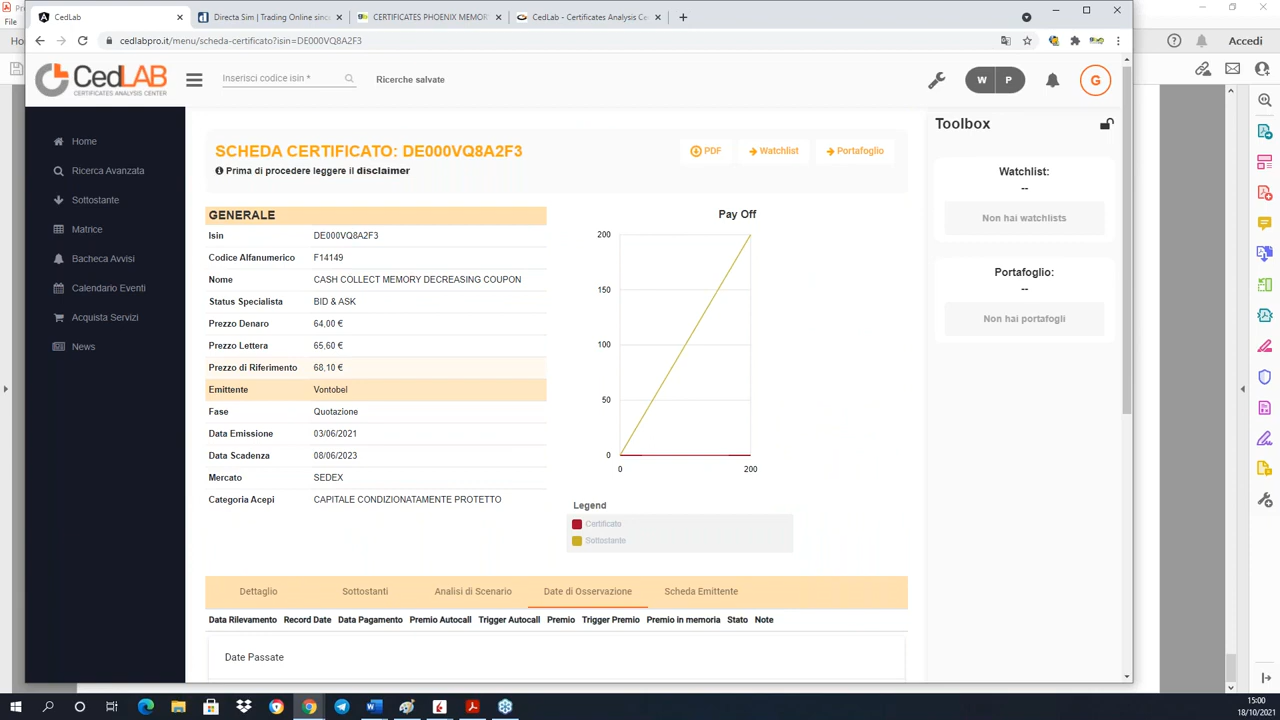 CedLab
Directa Sim | Trading Online since
CERTIFICATES PHOENIX MEMOR
CedLab - Certificates Analysis Ce
cedlabpro.it/menu/scheda-certificato?isin=DE000VQ8A2F3
File
Accedi
CedLAB
CERTIFICATES ANALYSIS CENTER
Inserisci codice isin *
Ricerche salvate
W P
G
Home
Ricerca Avanzata
Sottostante
Matrice
Bacheca Avvisi
Calendario Eventi
Acquista Servizi
News
SCHEDA CERTIFICATO: DE000VQ8A2F3
Prima di procedere leggere il disclaimer
PDF
Watchlist
Portafoglio
GENERALE
Isin DE000VQ8A2F3
Codice Alfanumerico F14149
Nome CASH COLLECT MEMORY DECREASING COUPON
Status Specialista BID & ASK
Prezzo Denaro 64,00 €
Prezzo Lettera 65,60 €
Prezzo di Riferimento 68,10 €
Emittente Vontobel
Fase Quotazione
Data Emissione 03/06/2021
Data Scadenza 08/06/2023
Mercato SEDEX
Categoria Acepi CAPITALE CONDIZIONATAMENTE PROTETTO
Pay Off
200
150
100
50
0
0 200
Legend
Certificato
Sottostante
Toolbox
Watchlist:
--
Non hai watchlists
Portafoglio:
--
Non hai portafogli
Dettaglio Sottostanti Analisi di Scenario Date di Osservazione Scheda Emittente
Data Rilevamento Record Date Data Pagamento Premio Autocall Trigger Autocall Premio Trigger Premio Premio in memoria Stato Note
Date Passate
15:00
18/10/2021